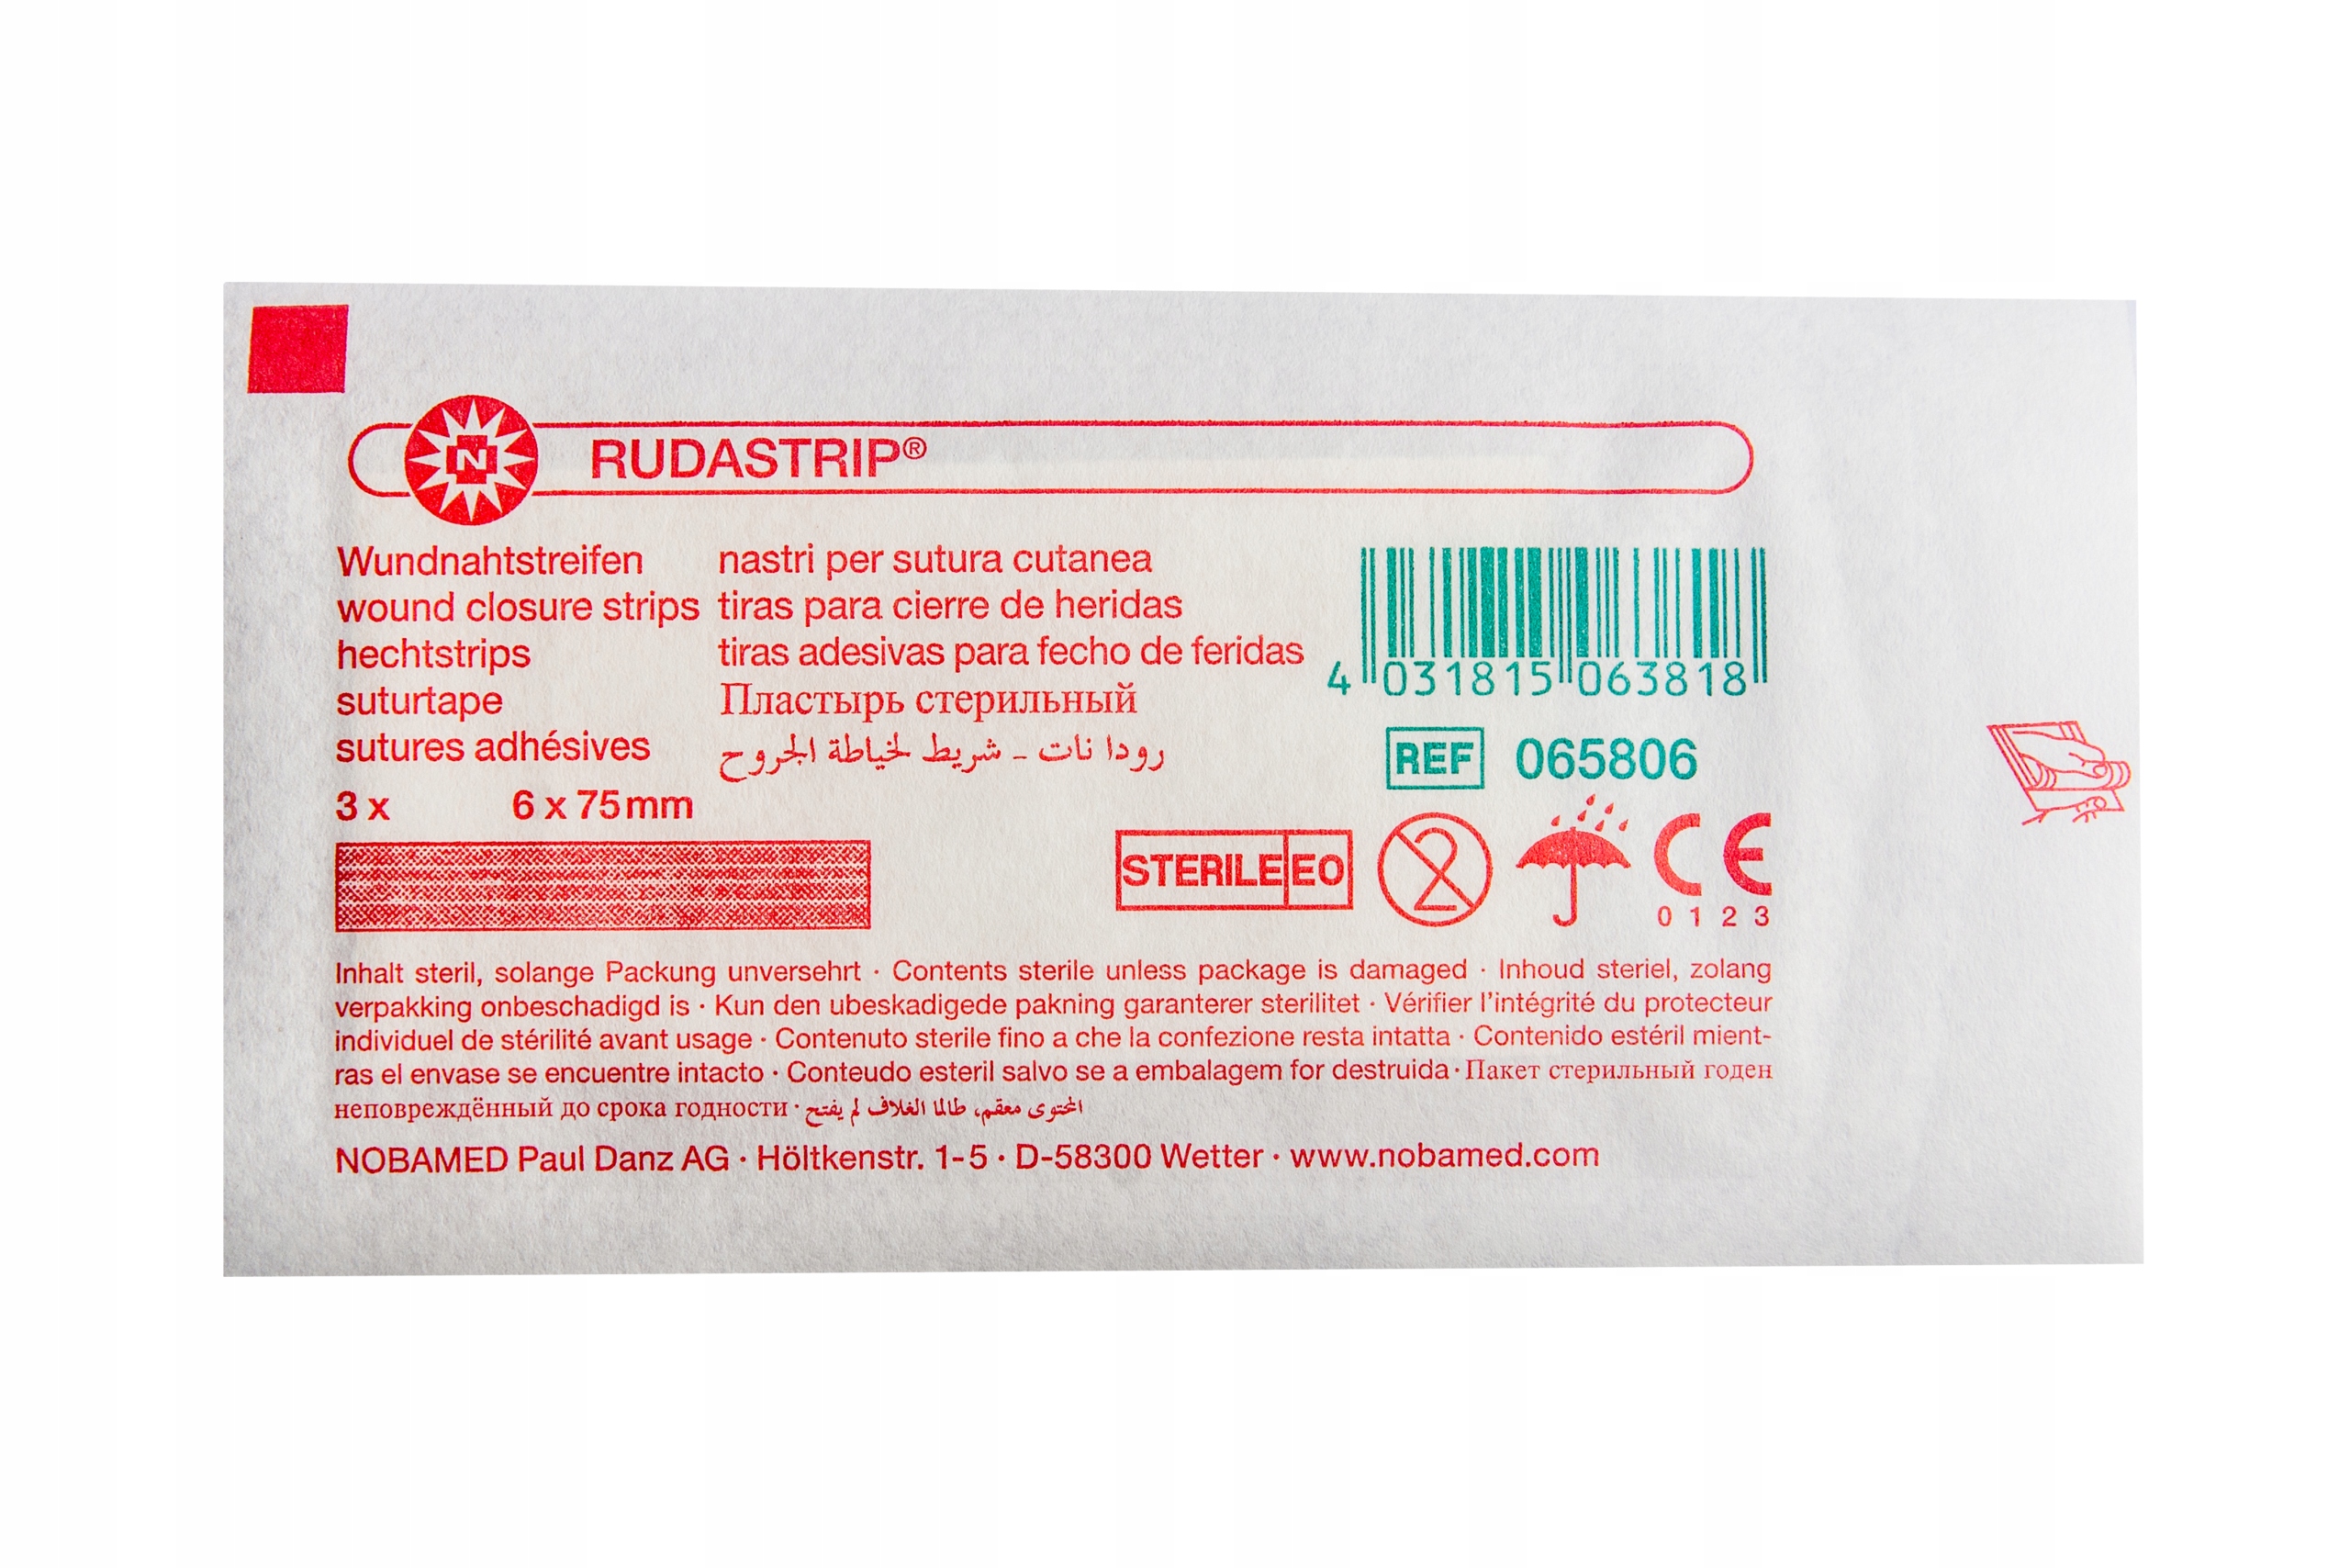 N
RUDASTRIP®
Wundnahtstreifen
wound closure strips
hechtstrips
suturtape
sutures adhésives
nastri per sutura cutanea
tiras para cierre de heridas
tiras adesivas para fecho de feridas
Пластырь стерильный
رودا نات - شريط لخياطة الجروح
3 x 6 x 75 mm
4 031815 063818
REF 065806
STERILE EO
2
CE
0123
Inhalt steril, solange Packung unversehrt · Contents sterile unless package is damaged · Inhoud steriel, zolang
verpakking onbeschadigd is · Kun den ubeskadigede pakning garanterer sterilitet · Vérifier l'intégrité du protecteur
individuel de stérilité avant usage · Contenuto sterile fino a che la confezione resta intatta · Contenido estéril mient-
ras el envase se encuentre intacto · Conteudo esteril salvo se a embalagem for destruida · Пакет стерильный годен
неповреждённый до срока годности · المحتوى معقم، طالما الغلاف لم يفتح
NOBAMED Paul Danz AG · Höltkenstr. 1-5 · D-58300 Wetter · www.nobamed.com